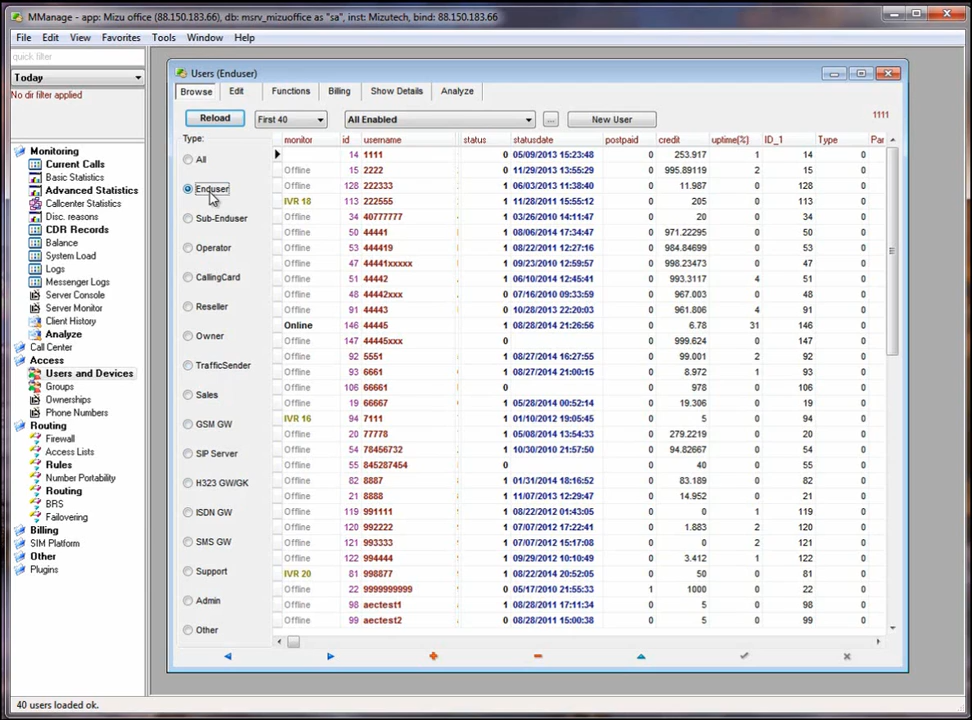 MManage - app: Mizu office (88.150.183.66), db: msrv_mizuoffice as "sa", inst: Mizutech, bind: 88.150.183.66
File Edit View Favorites Tools Window Help
quick filter
Today
No dir filter applied
Monitoring
Current Calls
Basic Statistics
Advanced Statistics
Callcenter Statistics
Disc. reasons
CDR Records
Balance
System Load
Logs
Messenger Logs
Server Console
Server Monitor
Client History
Analyze
Call Center
Access
Users and Devices
Groups
Ownerships
Phone Numbers
Routing
Firewall
Access Lists
Rules
Number Portability
Routing
BRS
Failovering
Billing
SIM Platform
Other
Plugins
Users (Enduser)
Browse Edit Functions Billing Show Details Analyze
Reload First 40 All Enabled ... New User 1111
Type:
All
Enduser
Sub-Enduser
Operator
CallingCard
Reseller
Owner
TrafficSender
Sales
GSM GW
SIP Server
H323 GW/GK
ISDN GW
SMS GW
Support
Admin
Other
monitor id username status statusdate postpaid credit uptime(%) ID_1 Type Par
14 1111 0 05/09/2013 15:23:48 0 253.917 1 14 0
Offline 15 2222 0 11/29/2013 13:55:29 0 995.89119 2 15 0
Offline 128 222333 1 06/03/2012 11:38:40 0 11.987 0 128 0
IVR 18 113 222555 1 11/28/2011 15:55:12 0 205 0 113 0
Offline 34 40777777 1 03/26/2010 14:11:47 0 20 0 34 0
Offline 50 44441 1 08/06/2014 17:34:47 0 971.22295 0 50 0
Offline 53 444419 1 08/22/2011 12:27:16 0 984.84699 0 53 0
Offline 47 44441xxxxx 1 09/23/2010 12:59:57 0 998.23473 0 47 0
Offline 51 44442 1 06/10/2014 12:45:41 0 993.3117 4 51 0
Offline 48 44442xxx 1 07/16/2010 09:33:59 0 967.003 0 48 0
Offline 91 44443 1 10/28/2013 22:20:03 0 961.806 4 91 0
Online 146 44445 1 08/28/2014 21:26:56 0 6.78 31 146 0
Offline 147 44445xxx 0 0 999.624 0 147 0
Offline 92 5551 1 08/27/2014 16:27:55 0 99.001 2 92 0
Offline 93 6661 1 08/27/2014 21:00:15 0 8.972 1 93 0
Offline 106 66661 0 0 978 0 106 0
Offline 19 66667 1 05/28/2014 00:52:14 0 19.306 0 19 0
IVR 16 94 7111 1 01/10/2012 19:05:45 0 5 0 94 0
Offline 20 77778 1 05/08/2014 13:54:33 0 279.2219 0 20 0
Offline 54 78456732 1 10/30/2010 21:57:50 0 94.82667 0 54 0
Offline 55 845287454 0 0 40 0 55 0
Offline 82 8887 1 01/31/2014 18:16:52 0 83.189 0 82 0
Offline 21 8888 1 11/07/2013 12:29:47 0 14.952 0 21 0
Offline 119 991111 1 08/22/2012 01:43:05 0 0 0 119 0
Offline 120 992222 1 07/07/2012 17:22:41 0 1.883 2 120 0
Offline 121 993333 1 07/07/2012 15:17:08 0 0 2 121 0
Offline 122 994444 1 09/29/2012 10:10:49 0 3.412 0 122 0
IVR 20 81 998877 1 08/22/2014 20:52:05 0 50 0 81 0
Offline 22 9999999999 0 05/17/2010 21:55:33 1 1000 0 22 0
Offline 98 aectest1 1 08/28/2011 17:11:34 0 5 0 98 0
Offline 99 aectest2 0 08/28/2011 15:00:38 0 5 0 99 0
40 users loaded ok.